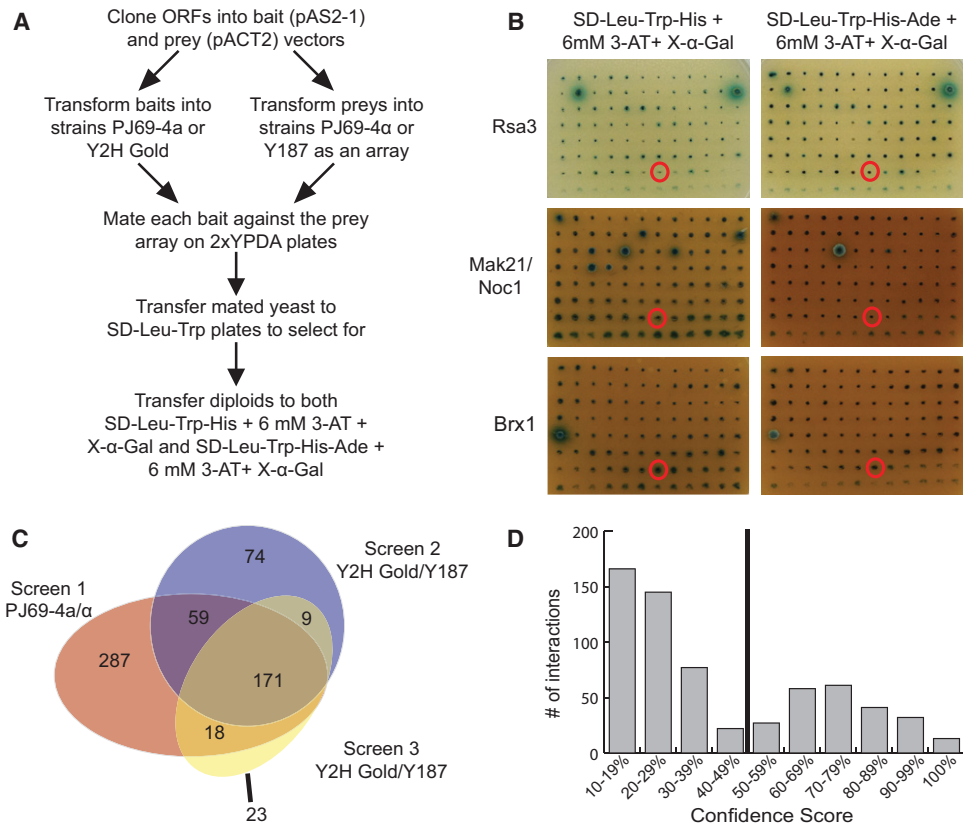 A
Clone ORFs into bait (pAS2-1)
and prey (pACT2) vectors
Transform baits into
strains PJ69-4a or
Y2H Gold
Transform preys into
strains PJ69-4α or
Y187 as an array
Mate each bait against the prey
array on 2xYPDA plates
Transfer mated yeast to
SD-Leu-Trp plates to select for
Transfer diploids to both
SD-Leu-Trp-His + 6 mM 3-AT +
X-α-Gal and SD-Leu-Trp-His-Ade +
6 mM 3-AT+ X-α-Gal
B
SD-Leu-Trp-His +
6mM 3-AT+ X-α-Gal
SD-Leu-Trp-His-Ade +
6mM 3-AT+ X-α-Gal
Rsa3
Mak21/
Noc1
Brx1
C
Screen 1
PJ69-4a/α
Screen 2
Y2H Gold/Y187
74
59
9
287
171
18
Screen 3
Y2H Gold/Y187
23
D
# of interactions
200
150
100
50
0
10-19%
20-29%
30-39%
40-49%
50-59%
60-69%
70-79%
80-89%
90-99%
100%
Confidence Score